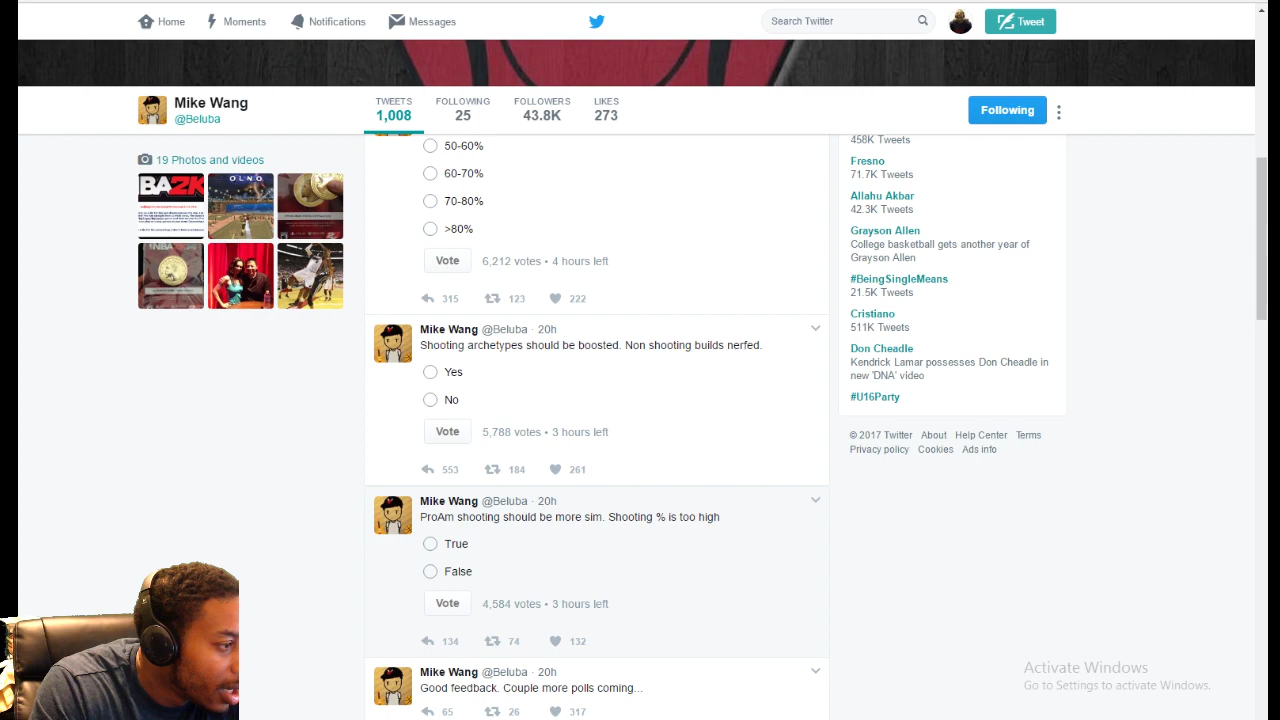 Home
Moments
Notifications
Messages
Search Twitter
Tweet
Mike Wang
@Beluba
TWEETS
1,008
FOLLOWING
25
FOLLOWERS
43.8K
LIKES
273
Following
19 Photos and videos
BA2K
OLNO
NBA
50-60%
60-70%
70-80%
>80%
Vote
6,212 votes • 4 hours left
315
123
222
Mike Wang @Beluba · 20h
Shooting archetypes should be boosted. Non shooting builds nerfed.
Yes
No
Vote
5,788 votes • 3 hours left
553
184
261
Mike Wang @Beluba · 20h
ProAm shooting should be more sim. Shooting % is too high
True
False
Vote
4,584 votes • 3 hours left
134
74
132
Mike Wang @Beluba · 20h
Good feedback. Couple more polls coming...
65
26
317
458K Tweets
Fresno
71.7K Tweets
Allahu Akbar
42.3K Tweets
Grayson Allen
College basketball gets another year of
Grayson Allen
#BeingSingleMeans
21.5K Tweets
Cristiano
511K Tweets
Don Cheadle
Kendrick Lamar possesses Don Cheadle in
new 'DNA' video
#U16Party
© 2017 Twitter About Help Center Terms
Privacy policy Cookies Ads info
Activate Windows
Go to Settings to activate Windows.